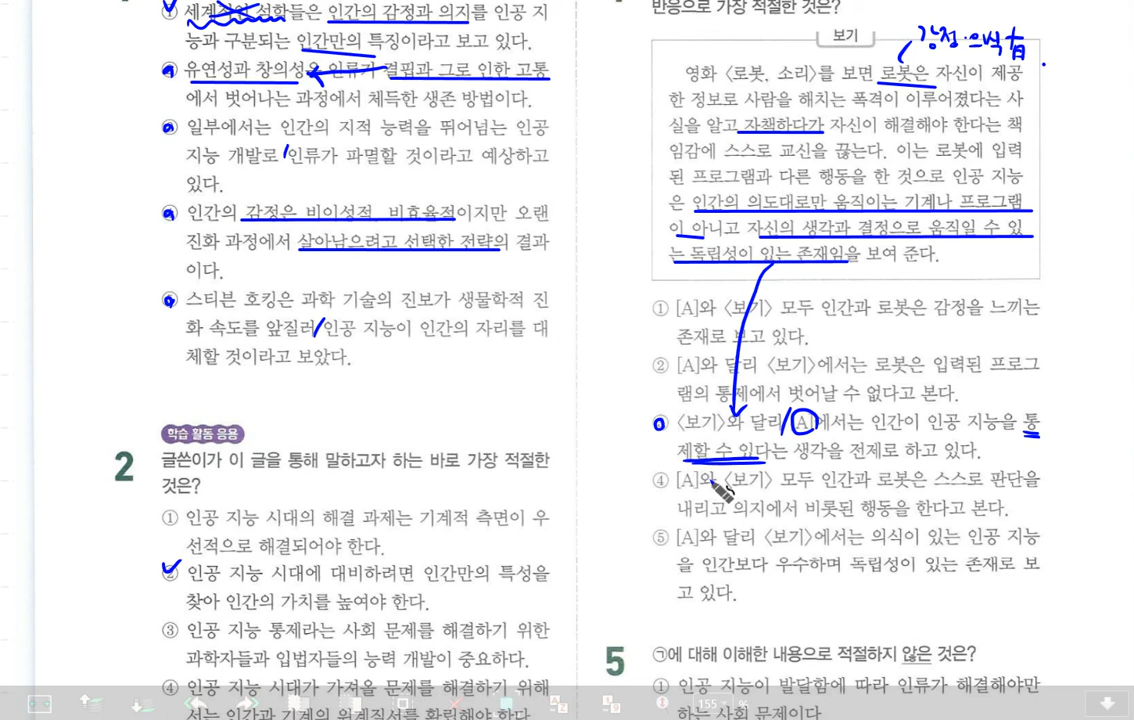 세계적인 석학들은 인간의 감정과 의지를 인공 지
능과 구분되는 인간만의 특징이라고 보고 있다.
유연성과 창의성은 인류가 결핍과 그로 인한 고통
에서 벗어나는 과정에서 체득한 생존 방법이다.
일부에서는 인간의 지적 능력을 뛰어넘는 인공
지능 개발로 인류가 파멸할 것이라고 예상하고
있다.
인간의 감정은 비이성적, 비효율적이지만 오랜
진화 과정에서 살아남으려고 선택한 전략의 결과
이다.
스티븐 호킹은 과학 기술의 진보가 생물학적 진
화 속도를 앞질러 인공 지능이 인간의 자리를 대
체할 것이라고 보았다.
학습 활동 응용
2 글쓴이가 이 글을 통해 말하고자 하는 바로 가장 적절한
것은?
① 인공 지능 시대의 해결 과제는 기계적 측면이 우
선적으로 해결되어야 한다.
② 인공 지능 시대에 대비하려면 인간만의 특성을
찾아 인간의 가치를 높여야 한다.
③ 인공 지능 통제라는 사회 문제를 해결하기 위한
과학자들과 입법자들의 능력 개발이 중요하다.
④ 인공 지능 시대가 가져올 문제를 해결하기 위해
서는 인간과 기계의 위계질서를 확립해야 한다.
반응으로 가장 적절한 것은?
보기
감정·의식 有
영화 〈로봇, 소리〉를 보면 로봇은 자신이 제공
한 정보로 사람을 해치는 폭격이 이루어졌다는 사
실을 알고 자책하다가 자신이 해결해야 한다는 책
임감에 스스로 교신을 끊는다. 이는 로봇에 입력
된 프로그램과 다른 행동을 한 것으로 인공 지능
은 인간의 의도대로만 움직이는 기계나 프로그램
이 아니고 자신의 생각과 결정으로 움직일 수 있
는 독립성이 있는 존재임을 보여 준다.
① [A]와 〈보기〉 모두 인간과 로봇은 감정을 느끼는
존재로 보고 있다.
② [A]와 달리 〈보기〉에서는 로봇은 입력된 프로그
램의 통제에서 벗어날 수 없다고 본다.
〈보기〉와 달리 [A]에서는 인간이 인공 지능을 통
제할 수 있다는 생각을 전제로 하고 있다.
④ [A]와 〈보기〉 모두 인간과 로봇은 스스로 판단을
내리고 의지에서 비롯된 행동을 한다고 본다.
⑤ [A]와 달리 〈보기〉에서는 의식이 있는 인공 지능
을 인간보다 우수하며 독립성이 있는 존재로 보
고 있다.
5 ㉠에 대해 이해한 내용으로 적절하지 않은 것은?
① 인공 지능이 발달함에 따라 인류가 해결해야만
하는 사회 문제이다
155 %